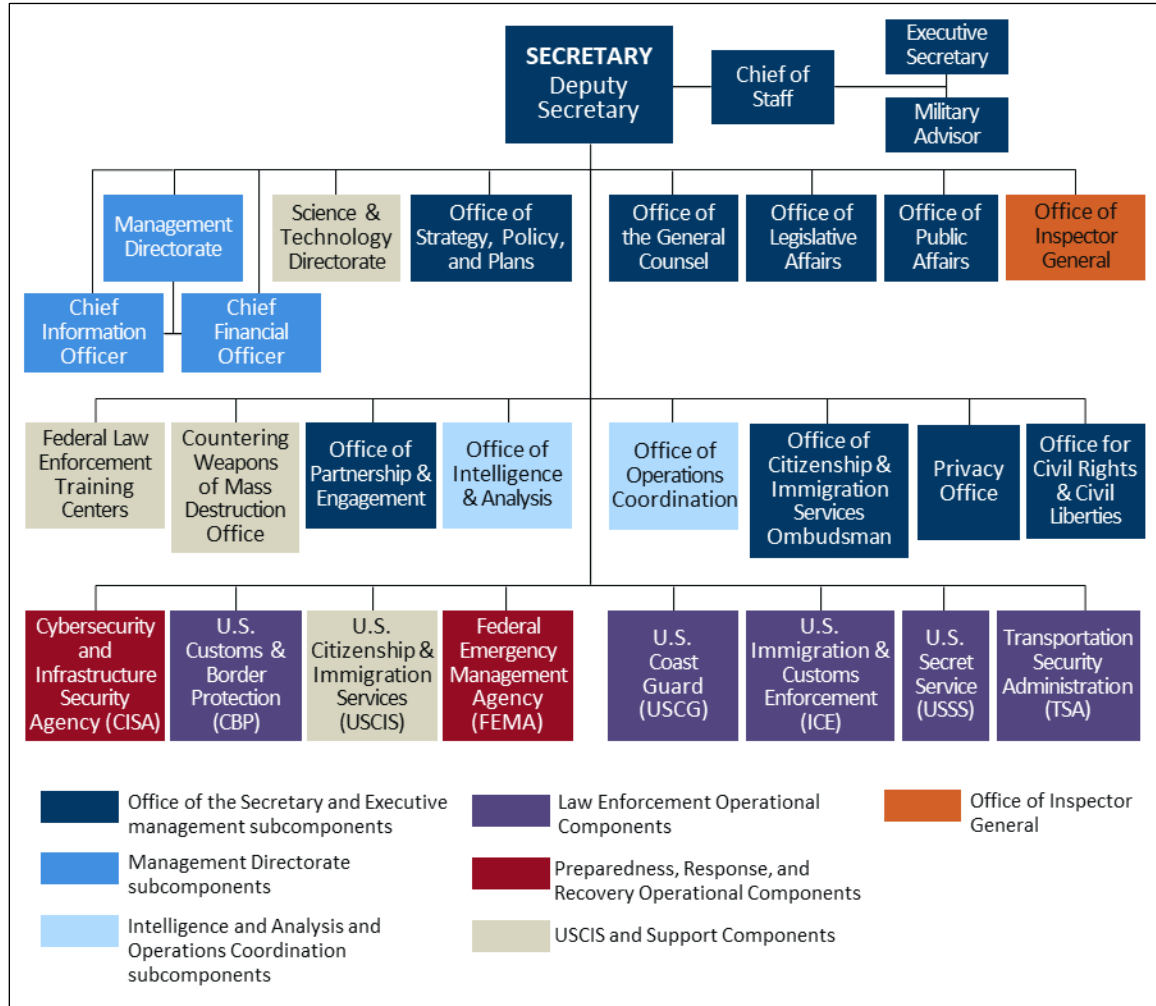 SECRETARY
Deputy
Secretary
Chief of
Staff
Executive
Secretary
Military
Advisor
Management
Directorate
Science &
Technology
Directorate
Office of
Strategy, Policy,
and Plans
Office of
the General
Counsel
Office of
Legislative
Affairs
Office of
Public
Affairs
Office of
Inspector
General
Chief
Information
Officer
Chief
Financial
Officer
Federal Law
Enforcement
Training
Centers
Countering
Weapons
of Mass
Destruction
Office
Office of
Partnership &
Engagement
Office of
Intelligence
& Analysis
Office of
Operations
Coordination
Office of
Citizenship &
Immigration
Services
Ombudsman
Privacy
Office
Office for
Civil Rights
& Civil
Liberties
Cybersecurity
and
Infrastructure
Security
Agency (CISA)
U.S.
Customs &
Border
Protection
(CBP)
U.S.
Citizenship &
Immigration
Services
(USCIS)
Federal
Emergency
Management
Agency
(FEMA)
U.S.
Coast
Guard
(USCG)
U.S.
Immigration &
Customs
Enforcement
(ICE)
U.S.
Secret
Service
(USSS)
Transportation
Security
Administration
(TSA)
Office of the Secretary and Executive
management subcomponents
Management Directorate
subcomponents
Intelligence and Analysis and
Operations Coordination
subcomponents
Law Enforcement Operational
Components
Preparedness, Response, and
Recovery Operational Components
USCIS and Support Components
Office of Inspector
General